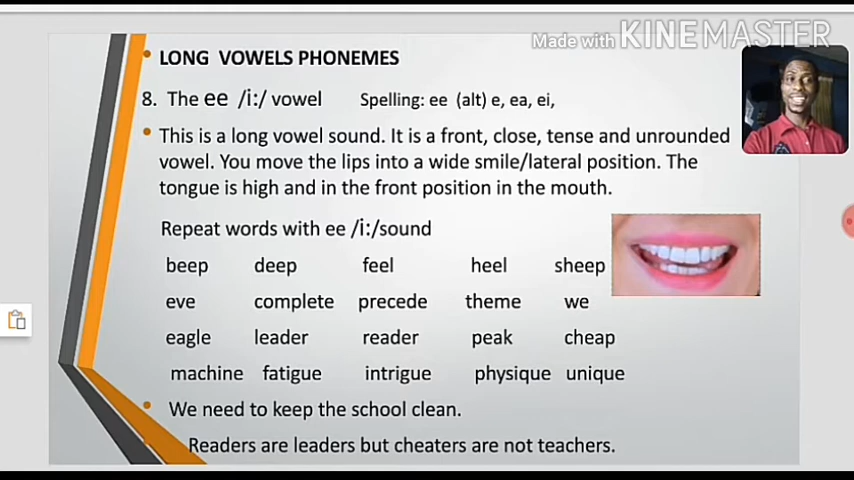 Made with KINEMASTER
• LONG VOWELS PHONEMES
8. The ee /i:/ vowel Spelling: ee (alt) e, ea, ei,
• This is a long vowel sound. It is a front, close, tense and unrounded
vowel. You move the lips into a wide smile/lateral position. The
tongue is high and in the front position in the mouth.
Repeat words with ee /i:/sound
beep deep feel heel sheep
eve complete precede theme we
eagle leader reader peak cheap
machine fatigue intrigue physique unique
• We need to keep the school clean.
Readers are leaders but cheaters are not teachers.